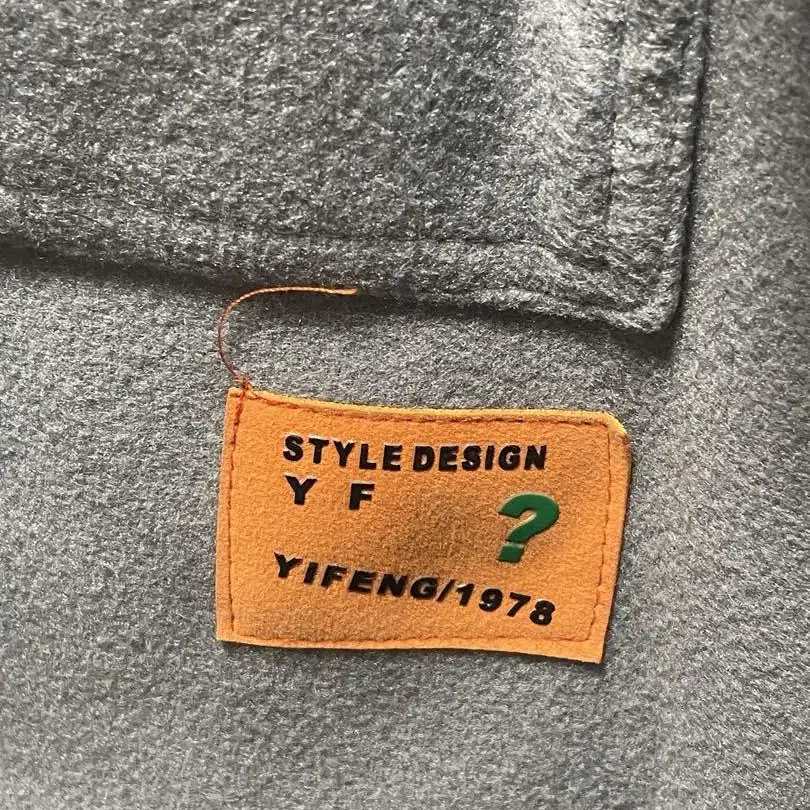 STYLE DESIGN
Y F
?
YIFENG/1978